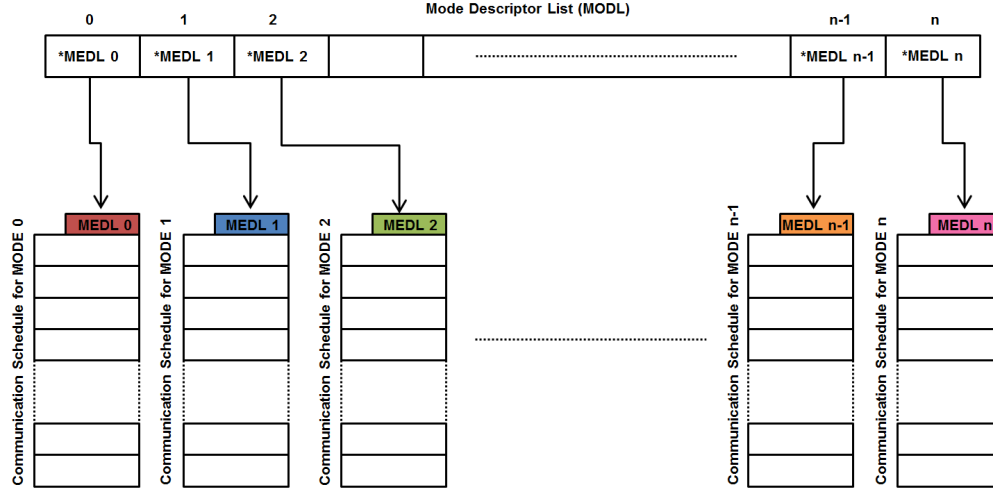 Mode Descriptor List (MODL)
0 1 2 n-1 n
*MEDL 0 *MEDL 1 *MEDL 2 *MEDL n-1 *MEDL n
MEDL 0 MEDL 1 MEDL 2 MEDL n-1 MEDL n
Communication Schedule for MODE 0
Communication Schedule for MODE 1
Communication Schedule for MODE 2
Communication Schedule for MODE n-1
Communication Schedule for MODE n